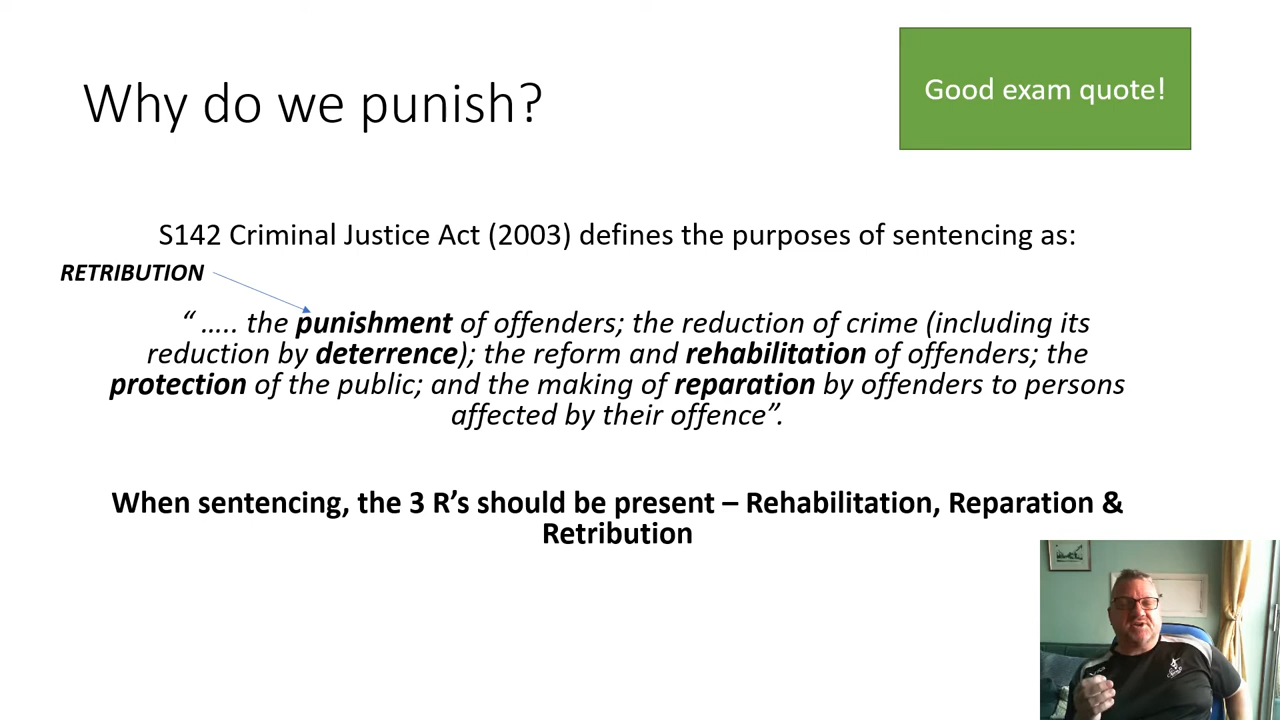 Why do we punish?
Good exam quote!
S142 Criminal Justice Act (2003) defines the purposes of sentencing as:
RETRIBUTION
“ ….. the punishment of offenders; the reduction of crime (including its
reduction by deterrence); the reform and rehabilitation of offenders; the
protection of the public; and the making of reparation by offenders to persons
affected by their offence”.
When sentencing, the 3 R’s should be present – Rehabilitation, Reparation &
Retribution